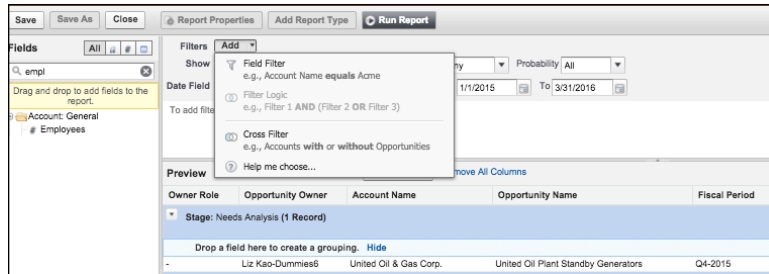 Save Save As Close Report Properties Add Report Type Run Report
Fields All # Filters Add
empl Show Field Filter ny Probability All
e.g., Account Name equals Acme
Drag and drop to add fields to the report. Date Field Filter Logic 1/1/2015 To 3/31/2016
e.g., Filter 1 AND (Filter 2 OR Filter 3)
Account: General To add filte
# Employees Cross Filter
e.g., Accounts with or without Opportunities
? Help me choose...
Preview move All Columns
Owner Role Opportunity Owner Account Name Opportunity Name Fiscal Period
Stage: Needs Analysis (1 Record)
Drop a field here to create a grouping. Hide
- Liz Kao-Dummies6 United Oil & Gas Corp. United Oil Plant Standby Generators Q4-2015